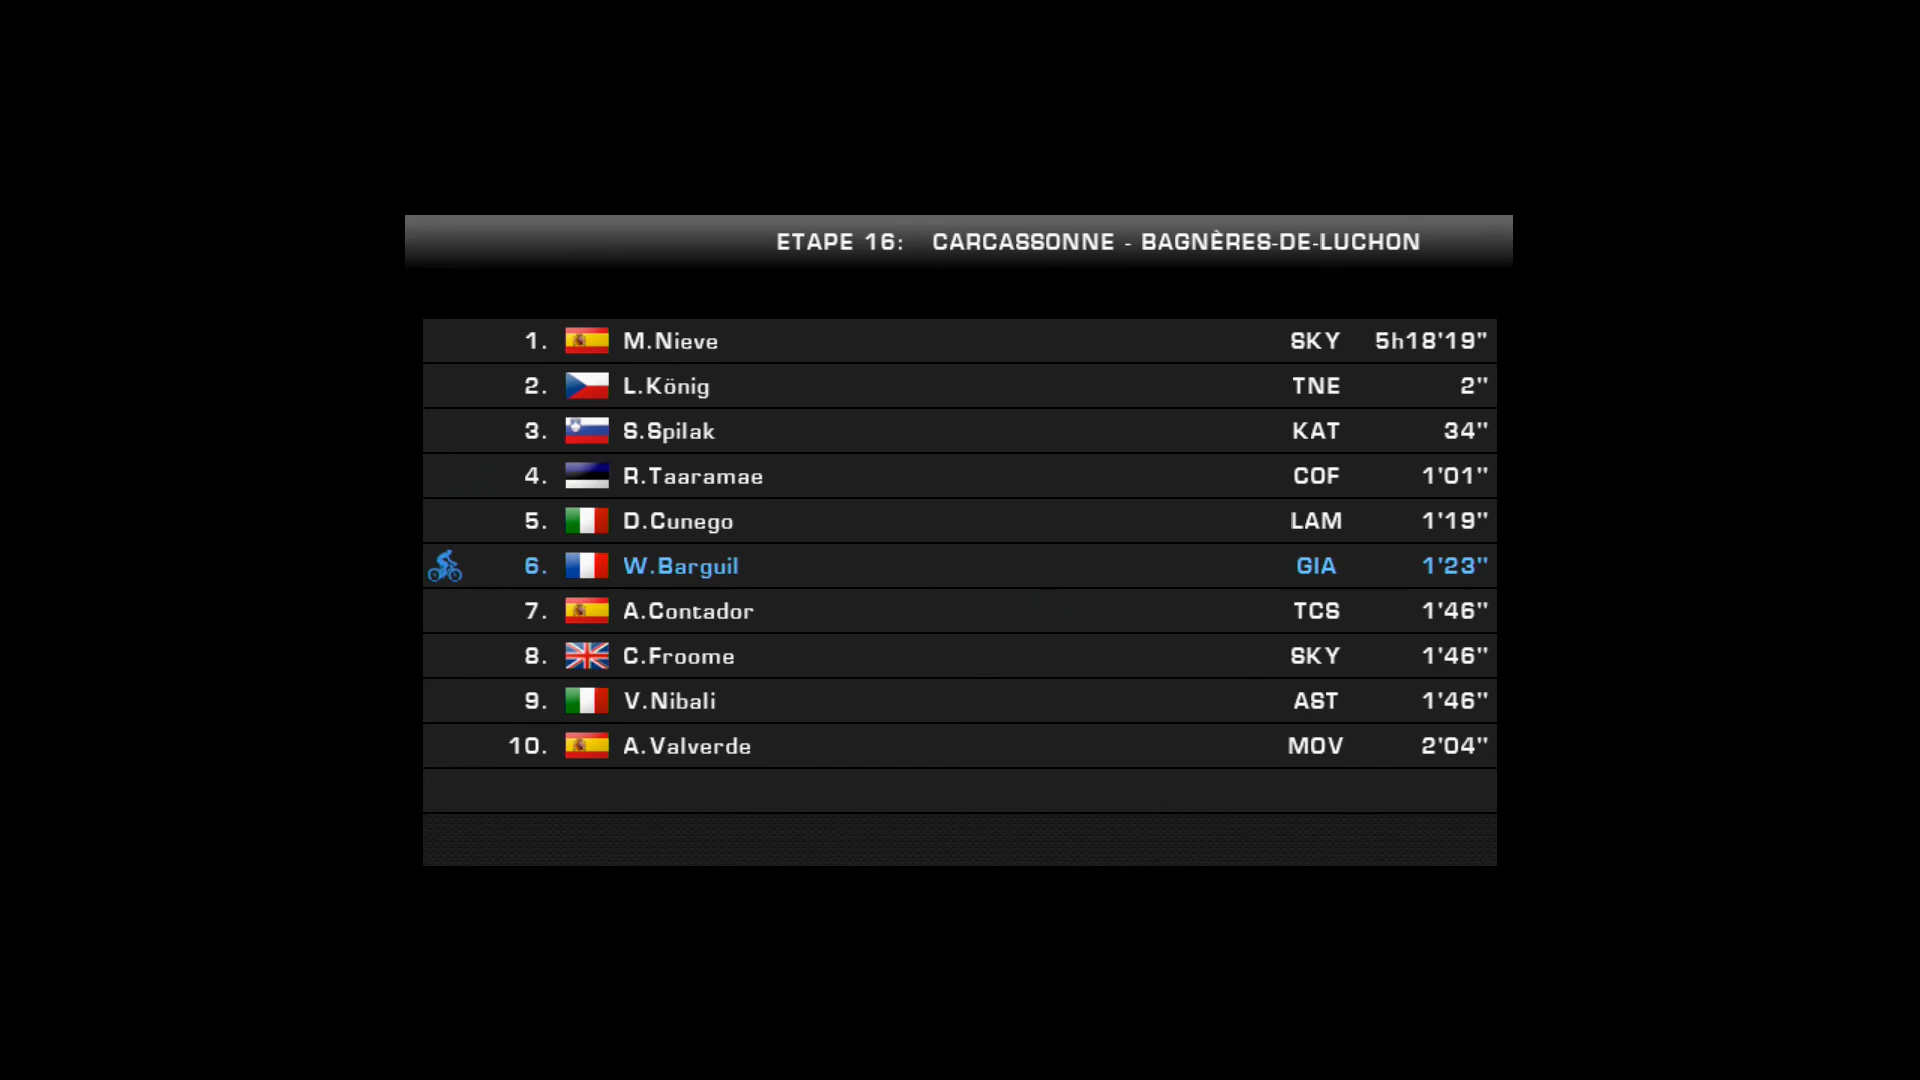 ETAPE 16: CARCASSONNE - BAGNÈRES-DE-LUCHON
1. M.Nieve SKY 5h18'19"
2. L.König TNE 2"
3. S.Spilak KAT 34"
4. R.Taaramae COF 1'01"
5. D.Cunego LAM 1'19"
6. W.Barguil GIA 1'23"
7. A.Contador TCS 1'46"
8. C.Froome SKY 1'46"
9. V.Nibali AST 1'46"
10. A.Valverde MOV 2'04"